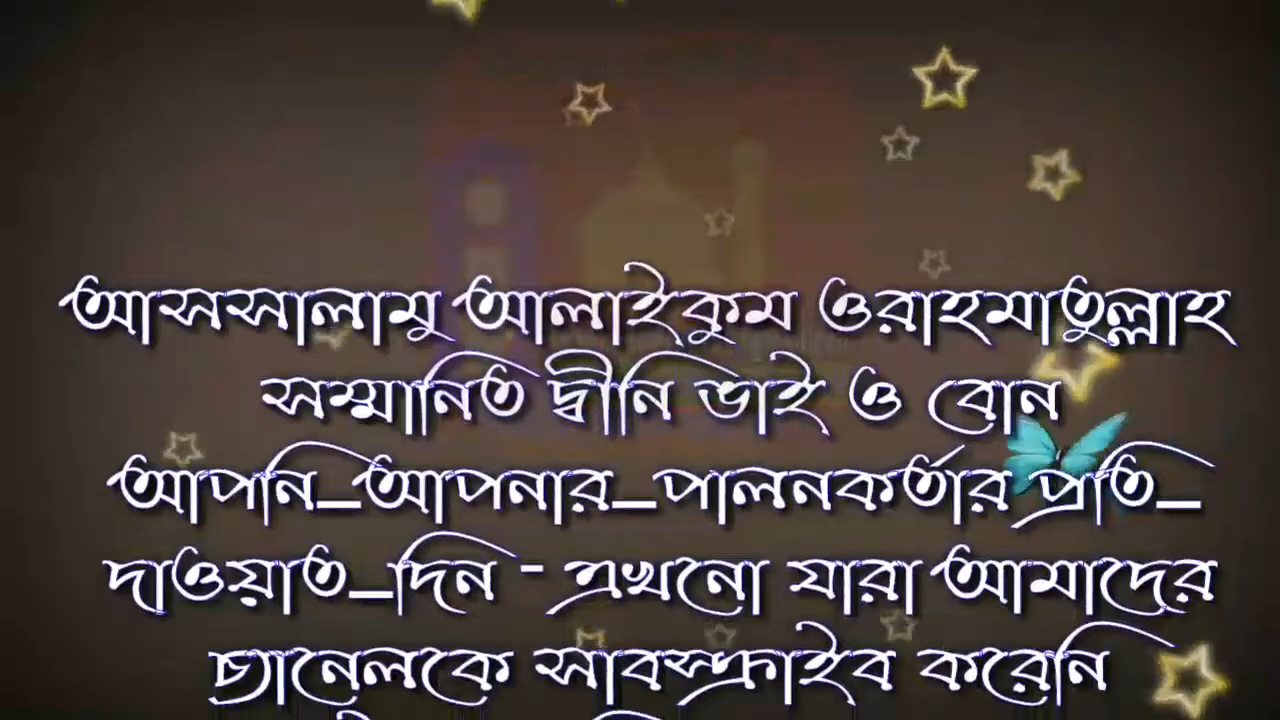 আসসালামু আলাইকুম ওরাহমাতুল্লাহ
সম্মানিত দ্বীনি ভাই ও বোন
আপনি_আপনার_পালনকর্তার প্রতি_
দাওয়াত_দিন - এখনো যারা আমাদের
চ্যানেলকে সাবস্ক্রাইব করেনি